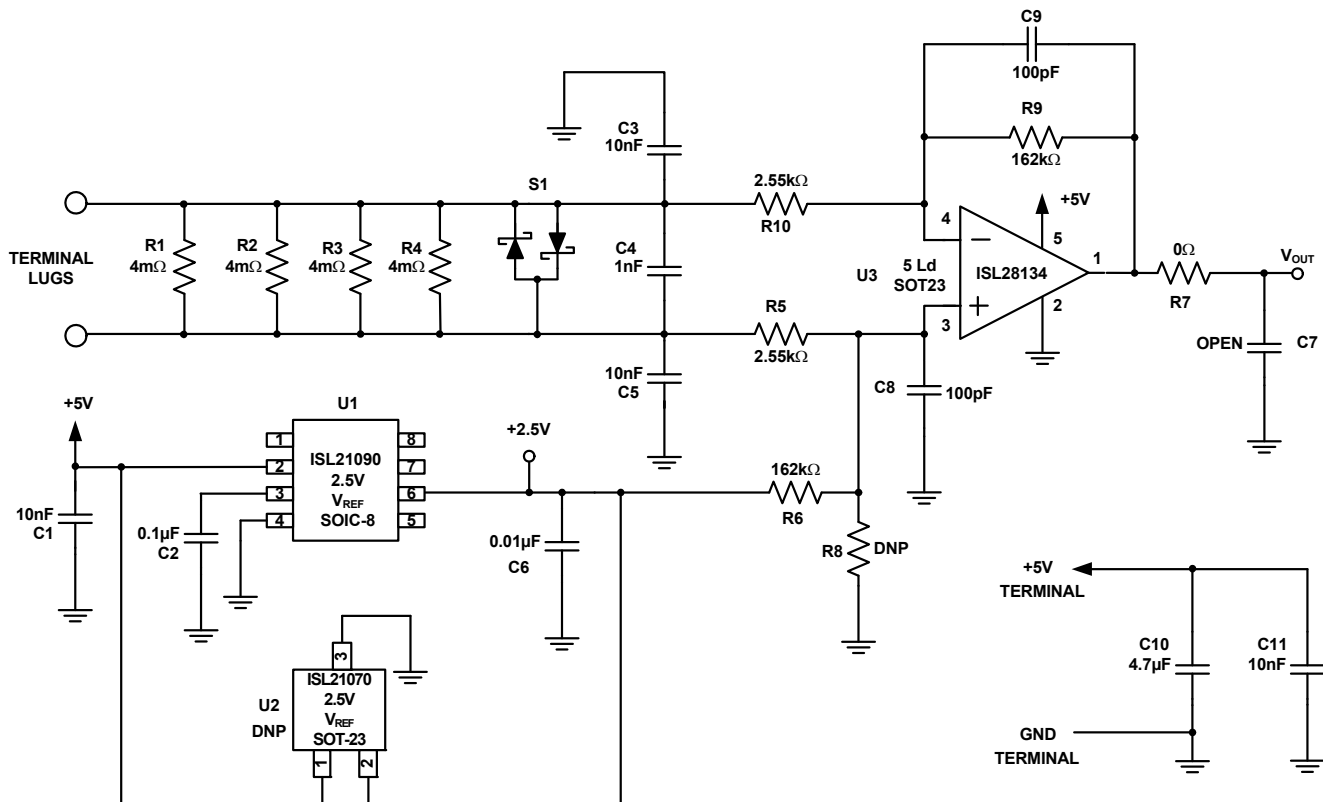 C9
100pF
R9
162kΩ
C3
10nF
S1
2.55kΩ
R10
+5V
4
5
TERMINAL
LUGS
R1
4mΩ
R2
4mΩ
R3
4mΩ
R4
4mΩ
C4
1nF
U3
5 Ld
SOT23
ISL28134
1
0Ω
R7
VOUT
R5
2.55kΩ
3
2
OPEN
C7
10nF
C5
C8
100pF
+5V
U1
+2.5V
1
2
3
4
ISL21090
2.5V
VREF
SOIC-8
8
7
6
5
162kΩ
R6
10nF
C1
0.1µF
C2
0.01µF
C6
R8
DNP
+5V
TERMINAL
C10
4.7µF
C11
10nF
GND
TERMINAL
U2
DNP
3
ISL21070
2.5V
VREF
SOT-23
1
2